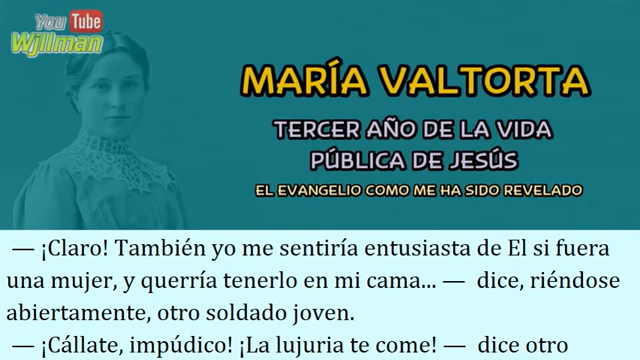 You Tube
Wjllman
MARÍA VALTORTA
TERCER AÑO DE LA VIDA
PÚBLICA DE JESÚS
EL EVANGELIO COMO ME HA SIDO REVELADO
— ¡Claro! También yo me sentiría entusiasta de El si fuera
una mujer, y querría tenerlo en mi cama... — dice, riéndose
abiertamente, otro soldado joven.
— ¡Cállate, impúdico! ¡La lujuria te come! — dice otro